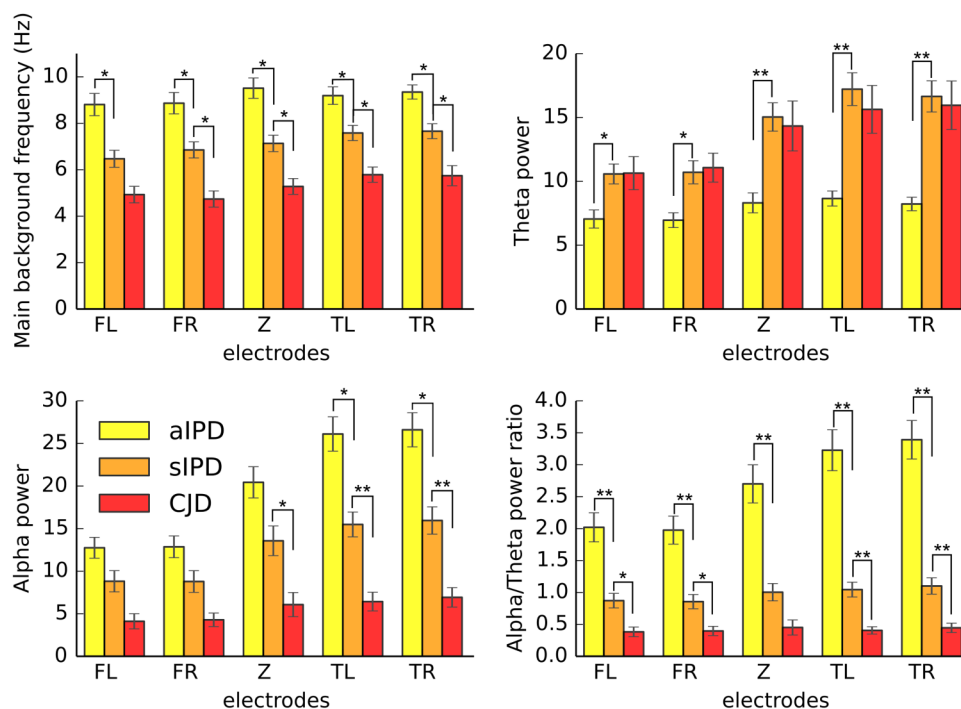 Main background frequency (Hz)
10
8
6
4
2
0
* * * * * * * * *
FL FR Z TL TR
electrodes
Theta power
20
15
10
5
0
* * ** ** **
FL FR Z TL TR
electrodes
Alpha power
30
25
20
15
10
5
0
aIPD
sIPD
CJD
* * * ** **
FL FR Z TL TR
electrodes
Alpha/Theta power ratio
4.0
3.5
3.0
2.5
2.0
1.5
1.0
0.5
0.0
** ** ** ** ** * * ** **
FL FR Z TL TR
electrodes